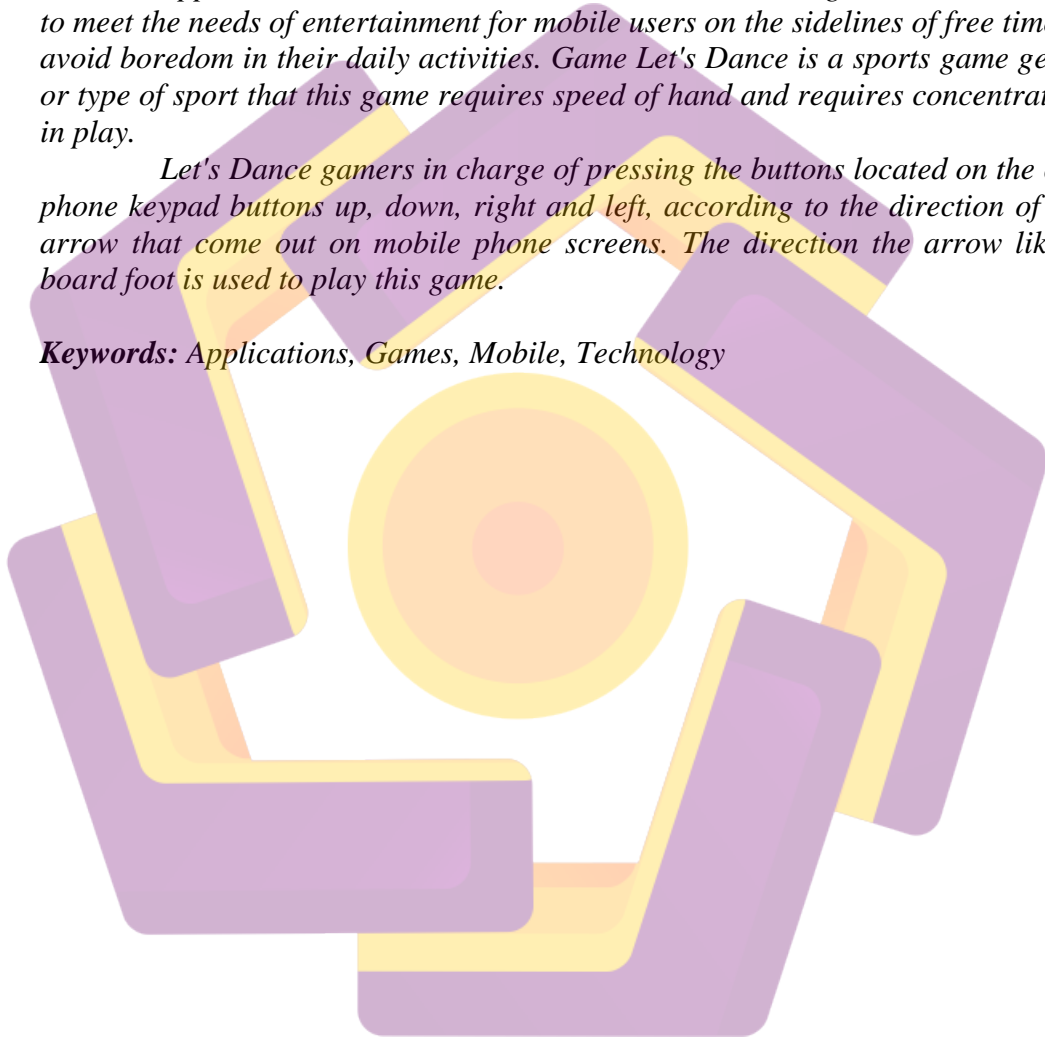 to meet the needs of entertainment for mobile users on the sidelines of free time
avoid boredom in their daily activities. Game Let's Dance is a sports game
or type of sport that this game requires speed of hand and requires
in play.
Let's Dance gamers in charge of pressing the buttons located on the
phone keypad buttons up, down, right and left, according to the direction of
arrow that come out on mobile phone screens. The direction the arrow
board foot is used to play this game.
Keywords: Applications, Games, Mobile, Technology